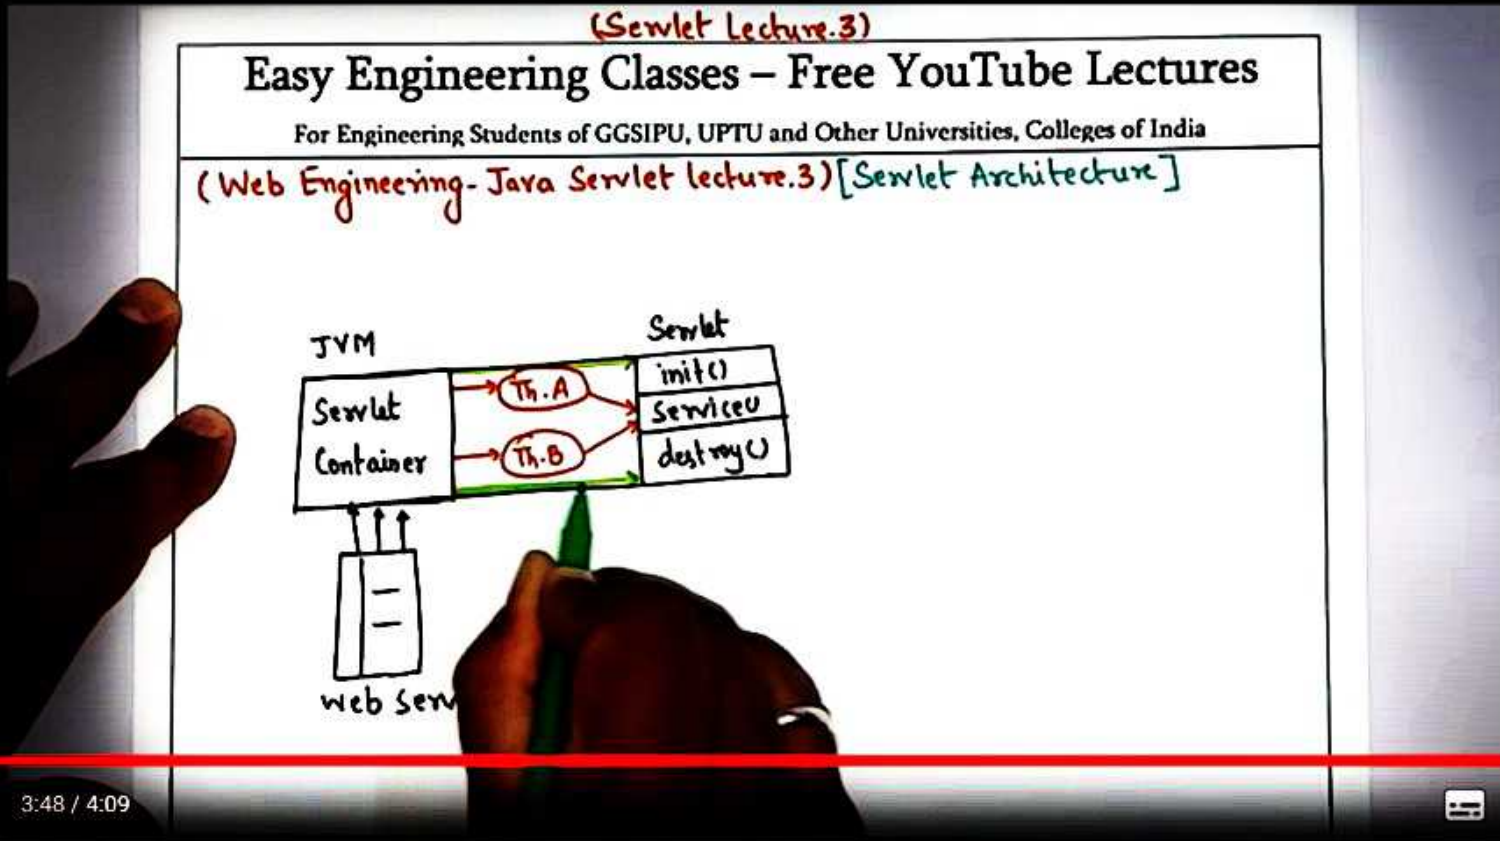 (Servlet Lecture.3)
Easy Engineering Classes – Free YouTube Lectures
For Engineering Students of GGSIPU, UPTU and Other Universities, Colleges of India
(Web Engineering- Java Servlet lecture.3) [Servlet Architecture]
JVM
Servlet
Servlet
Container
Th.A
Th.B
init()
service()
destroy()
web serv
3:48 / 4:09